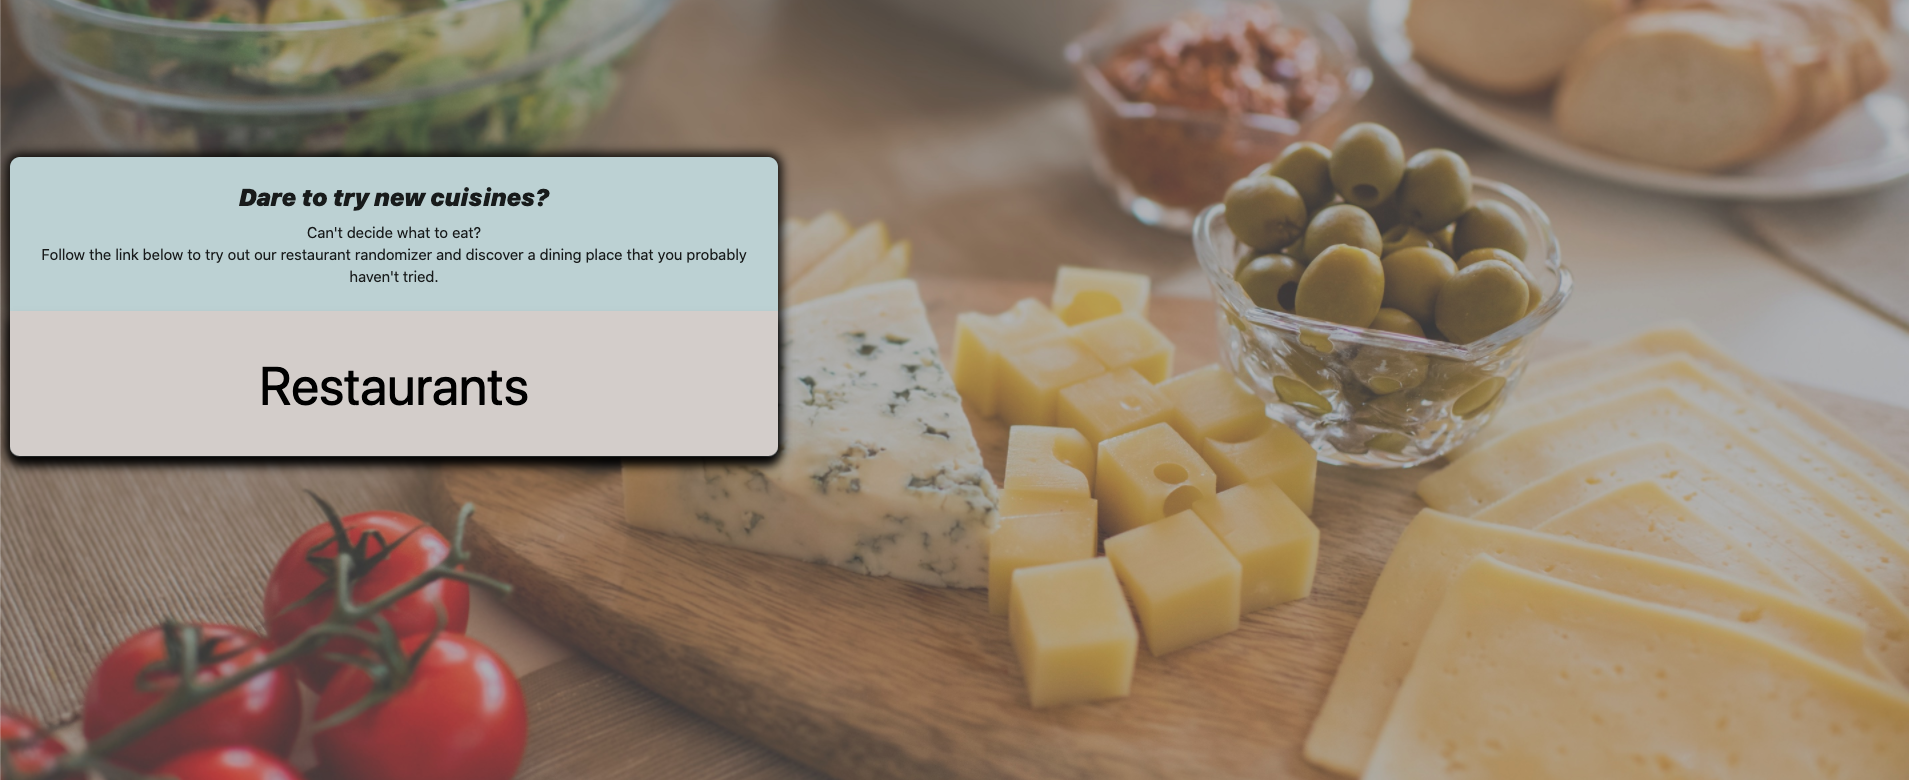 Dare to try new cuisines?
Can't decide what to eat?
Follow the link below to try out our restaurant randomizer and discover a dining place that you probably
haven't tried.
Restaurants